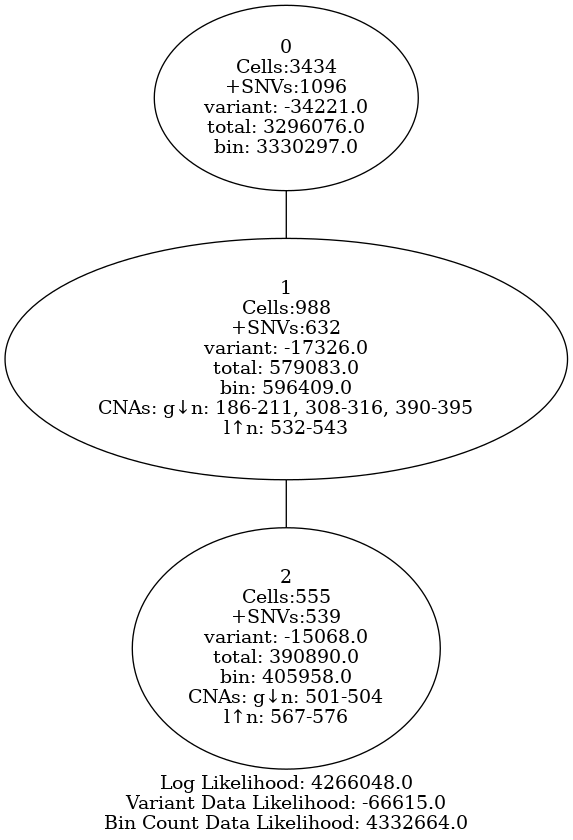 0
Cells:3434
+SNVs:1096
variant: -34221.0
total: 3296076.0
bin: 3330297.0
1
Cells:988
+SNVs:632
variant: -17326.0
total: 579083.0
bin: 596409.0
CNAs: g↓n: 186-211, 308-316, 390-395
l↑n: 532-543
2
Cells:555
+SNVs:539
variant: -15068.0
total: 390890.0
bin: 405958.0
CNAs: g↓n: 501-504
l↑n: 567-576
Log Likelihood: 4266048.0
Variant Data Likelihood: -66615.0
Bin Count Data Likelihood: 4332664.0